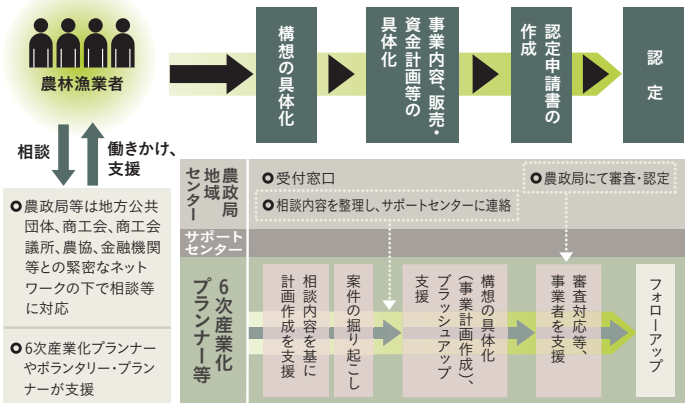 農林漁業者
構想の具体化
事業内容、販売・
資金計画等の
具体化
認定申請書の
作成
認定
相談
働きかけ、
支援
農政局等は地方公共
団体、商工会、商工会
議所、農協、金融機関
等との緊密なネット
ワークの下で相談等
に対応
6次産業化プランナー
やボランタリー・プラン
ナーが支援
農政局
地域
センター
受付窓口
相談内容を整理し、サポートセンターに連絡
農政局にて審査・認定
サポート
センター
6次産業化
プランナー等
相談内容を基に
計画作成を支援
案件の掘り起こし
構想の具体化
（事業計画作成）、
ブラッシュアップ
支援
審査対応等、
事業者を支援
フォローアップ